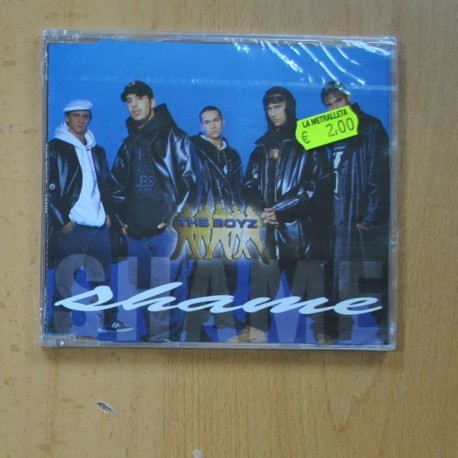 LA METRALLETA
€ 2,00
THE BOYZ
SHAME
shame